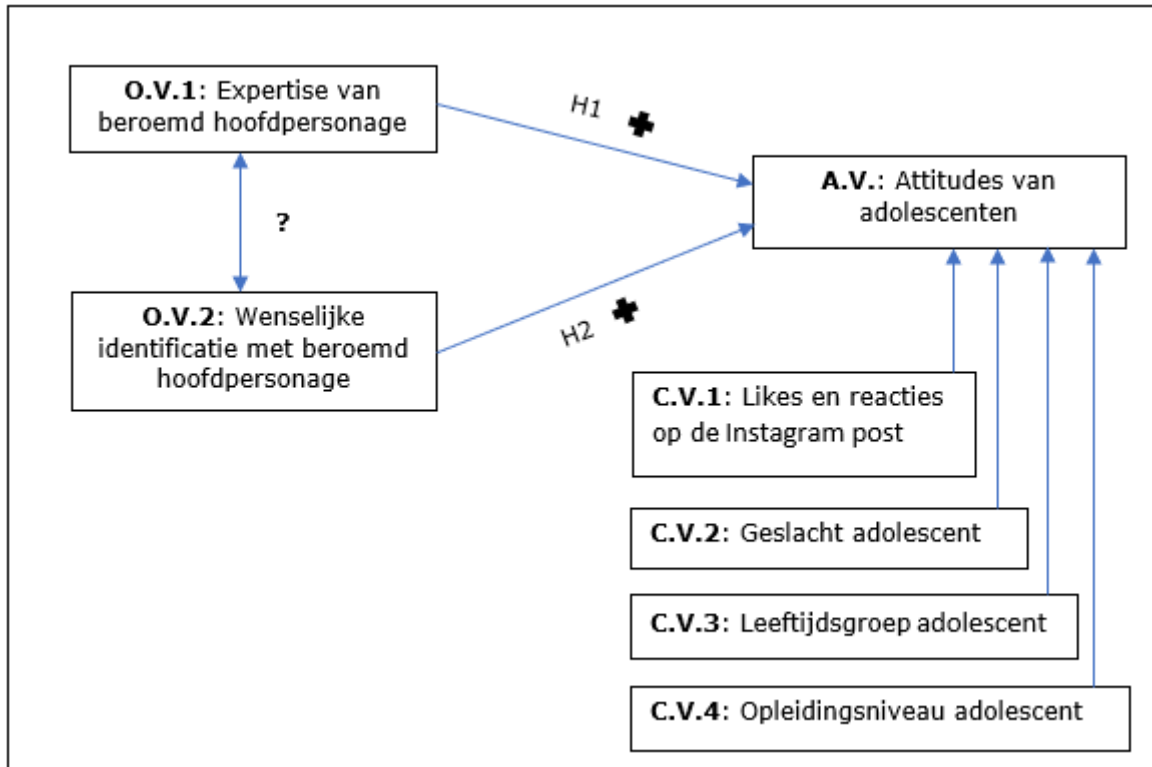 O.V.1: Expertise van
beroemd hoofdpersonage
H1
A.V.: Attitudes van
adolescenten
?
O.V.2: Wenselijke
identificatie met beroemd
hoofdpersonage
H2
C.V.1: Likes en reacties
op de Instagram post
C.V.2: Geslacht adolescent
C.V.3: Leeftijdsgroep adolescent
C.V.4: Opleidingsniveau adolescent